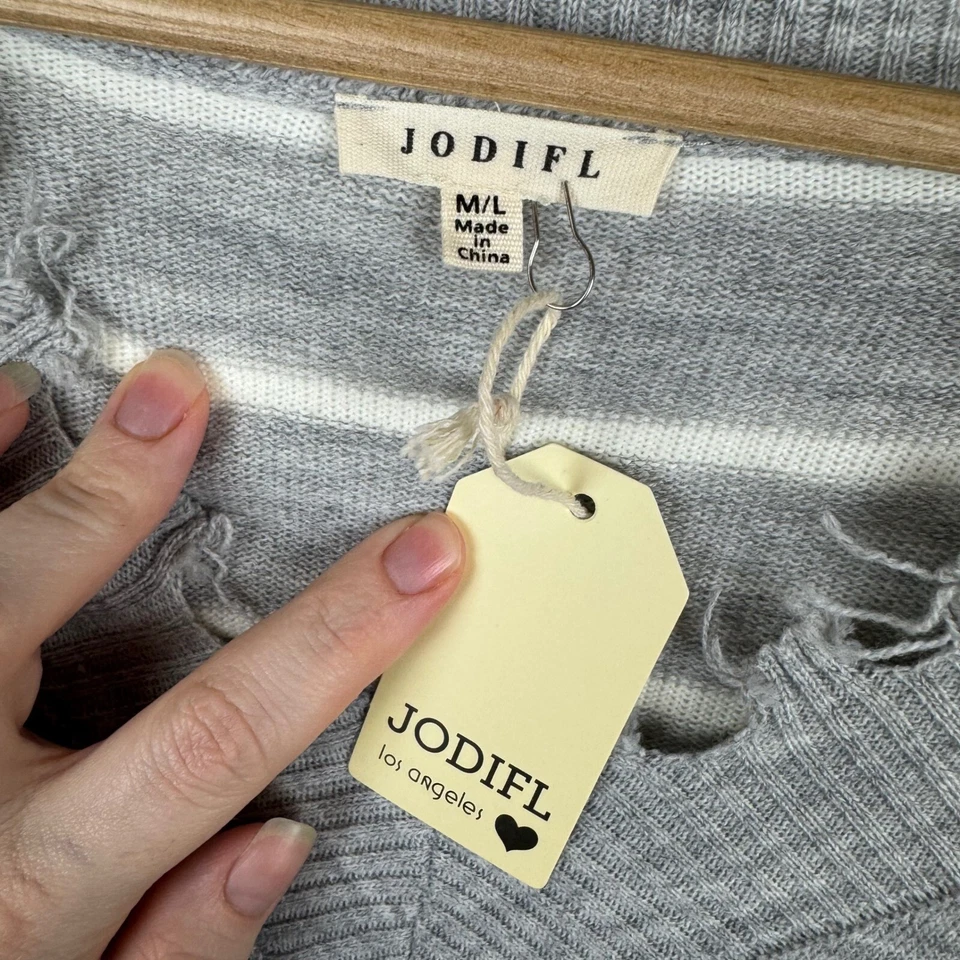 JODIFL
M/L
Made
in
China
JODIFL
los angeles